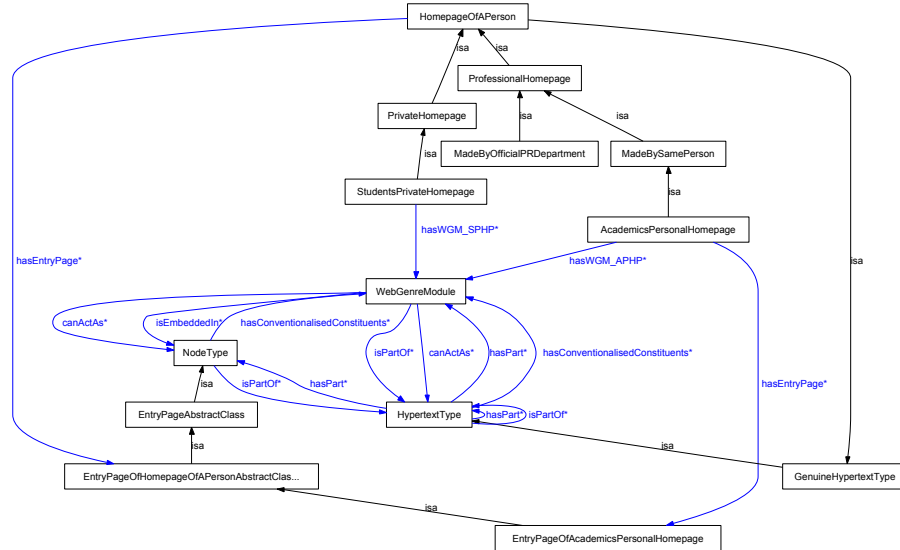 HomepageOfAPerson
isa
isa
isa
ProfessionalHomepage
PrivateHomepage
isa
isa
isa
MadeByOfficialPRDepartment
MadeBySamePerson
StudentsPrivateHomepage
isa
hasWGM_SPHP*
AcademicsPersonalHomepage
hasEntryPage*
hasWGM_APHP*
isa
WebGenreModule
canActAs*
isEmbeddedIn*
hasConventionalisedConstituents*
NodeType
isPartOf*
canActAs*
hasPart*
hasConventionalisedConstituents*
isa
isPartOf*
hasPart*
hasEntryPage*
EntryPageAbstractClass
HypertextType
hasPart*
isPartOf*
isa
isa
EntryPageOfHomepageOfAPersonAbstractClas...
GenuineHypertextType
isa
EntryPageOfAcademicsPersonalHomepage